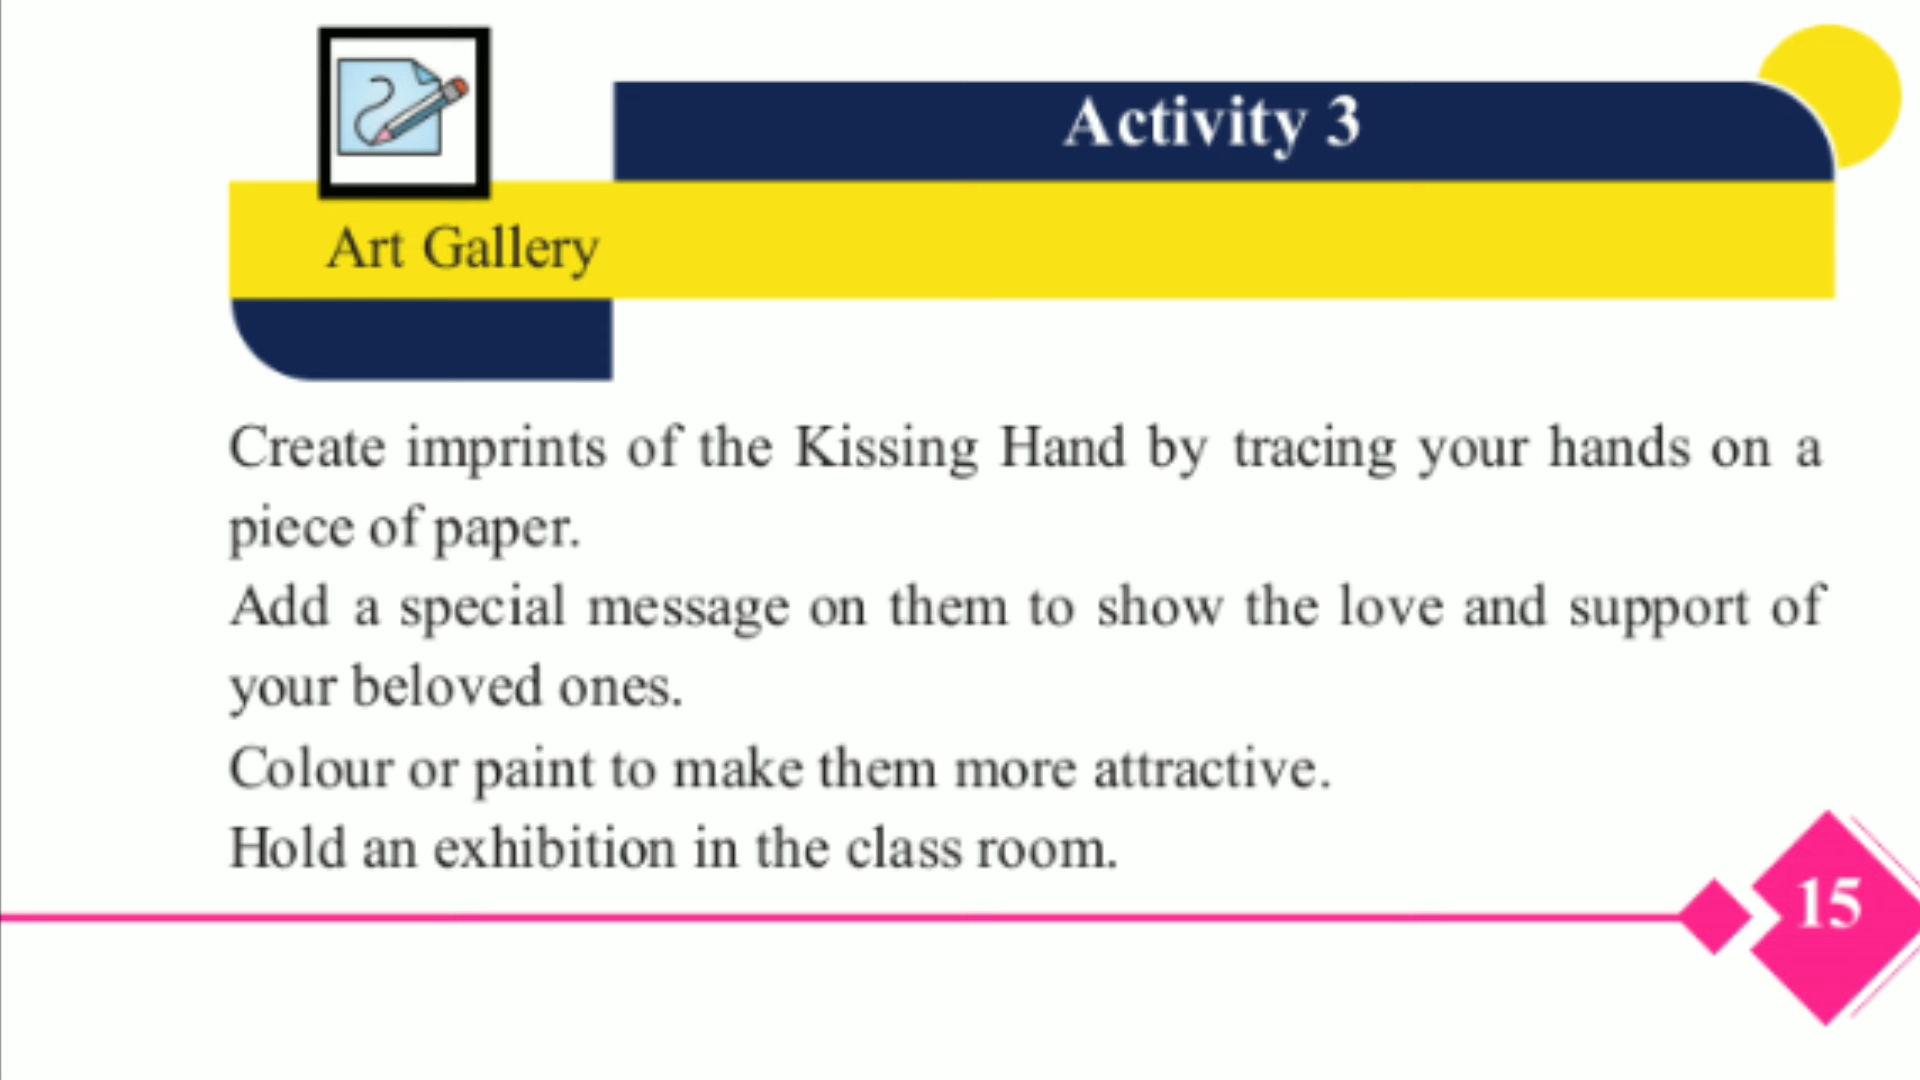 Activity 3
Art Gallery
Create imprints of the Kissing Hand by tracing your hands on a
piece of paper.
Add a special message on them to show the love and support of
your beloved ones.
Colour or paint to make them more attractive.
Hold an exhibition in the class room.
15